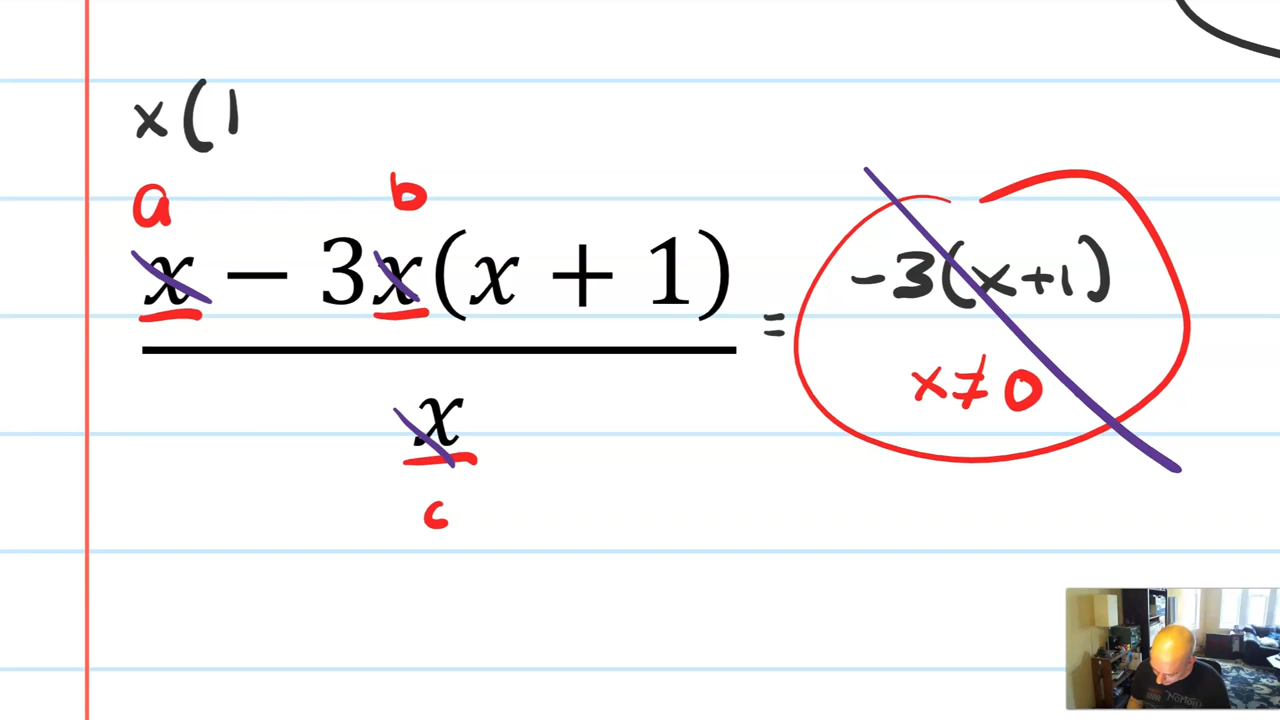 x(1
a b
x − 3x(x + 1)
x
c
= -3(x+1)
x≠0